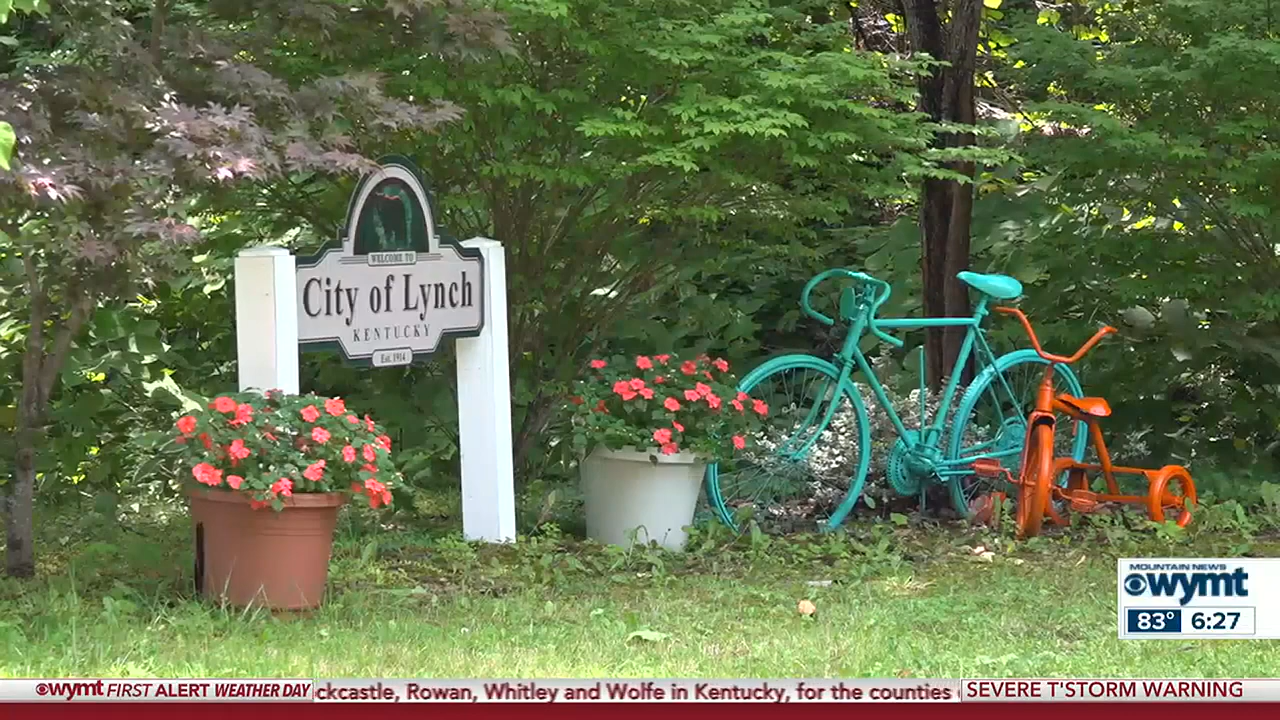 WELCOME TO
City of Lynch
KENTUCKY
Est. 1914
MOUNTAIN NEWS
wymt
83° 6:27
wymt FIRST ALERT WEATHER DAY
ckcastle, Rowan, Whitley and Wolfe in Kentucky, for the counties
SEVERE T'STORM WARNING